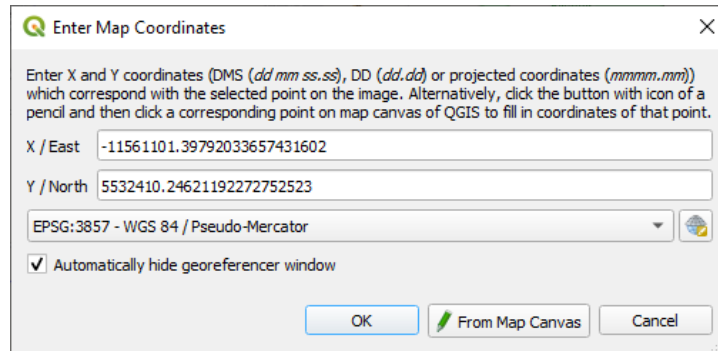 Enter Map Coordinates
Enter X and Y coordinates (DMS (dd mm ss.ss), DD (dd.dd) or projected coordinates (mmmm.mm))
which correspond with the selected point on the image. Alternatively, click the button with icon of a
pencil and then click a corresponding point on map canvas of QGIS to fill in coordinates of that point.
X / East -11561101.39792033657431602
Y / North 5532410.24621192272752523
EPSG:3857 - WGS 84 / Pseudo-Mercator
Automatically hide georeferencer window
OK From Map Canvas Cancel